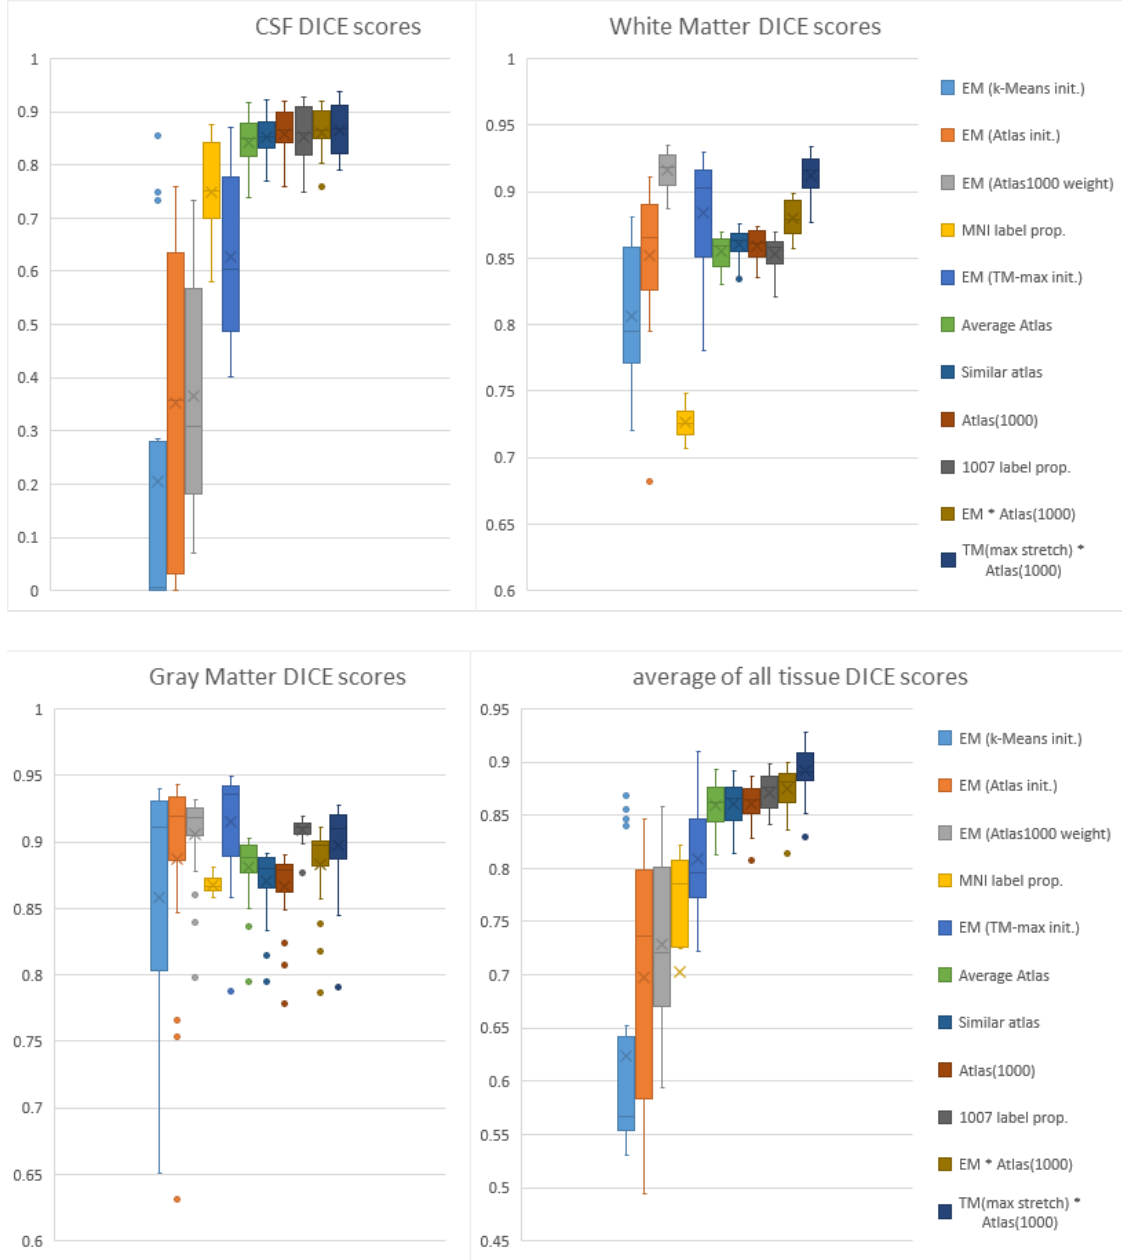 CSF DICE scores
1
0.9
0.8
0.7
0.6
0.5
0.4
0.3
0.2
0.1
0
White Matter DICE scores
1
0.95
0.9
0.85
0.8
0.75
0.7
0.65
0.6
EM (k-Means init.)
EM (Atlas init.)
EM (Atlas1000 weight)
MNI label prop.
EM (TM-max init.)
Average Atlas
Similar atlas
Atlas(1000)
1007 label prop.
EM * Atlas(1000)
TM(max stretch) *
Atlas(1000)
Gray Matter DICE scores
1
0.95
0.9
0.85
0.8
0.75
0.7
0.65
0.6
average of all tissue DICE scores
0.95
0.9
0.85
0.8
0.75
0.7
0.65
0.6
0.55
0.5
0.45
EM (k-Means init.)
EM (Atlas init.)
EM (Atlas1000 weight)
MNI label prop.
EM (TM-max init.)
Average Atlas
Similar atlas
Atlas(1000)
1007 label prop.
EM * Atlas(1000)
TM(max stretch) *
Atlas(1000)